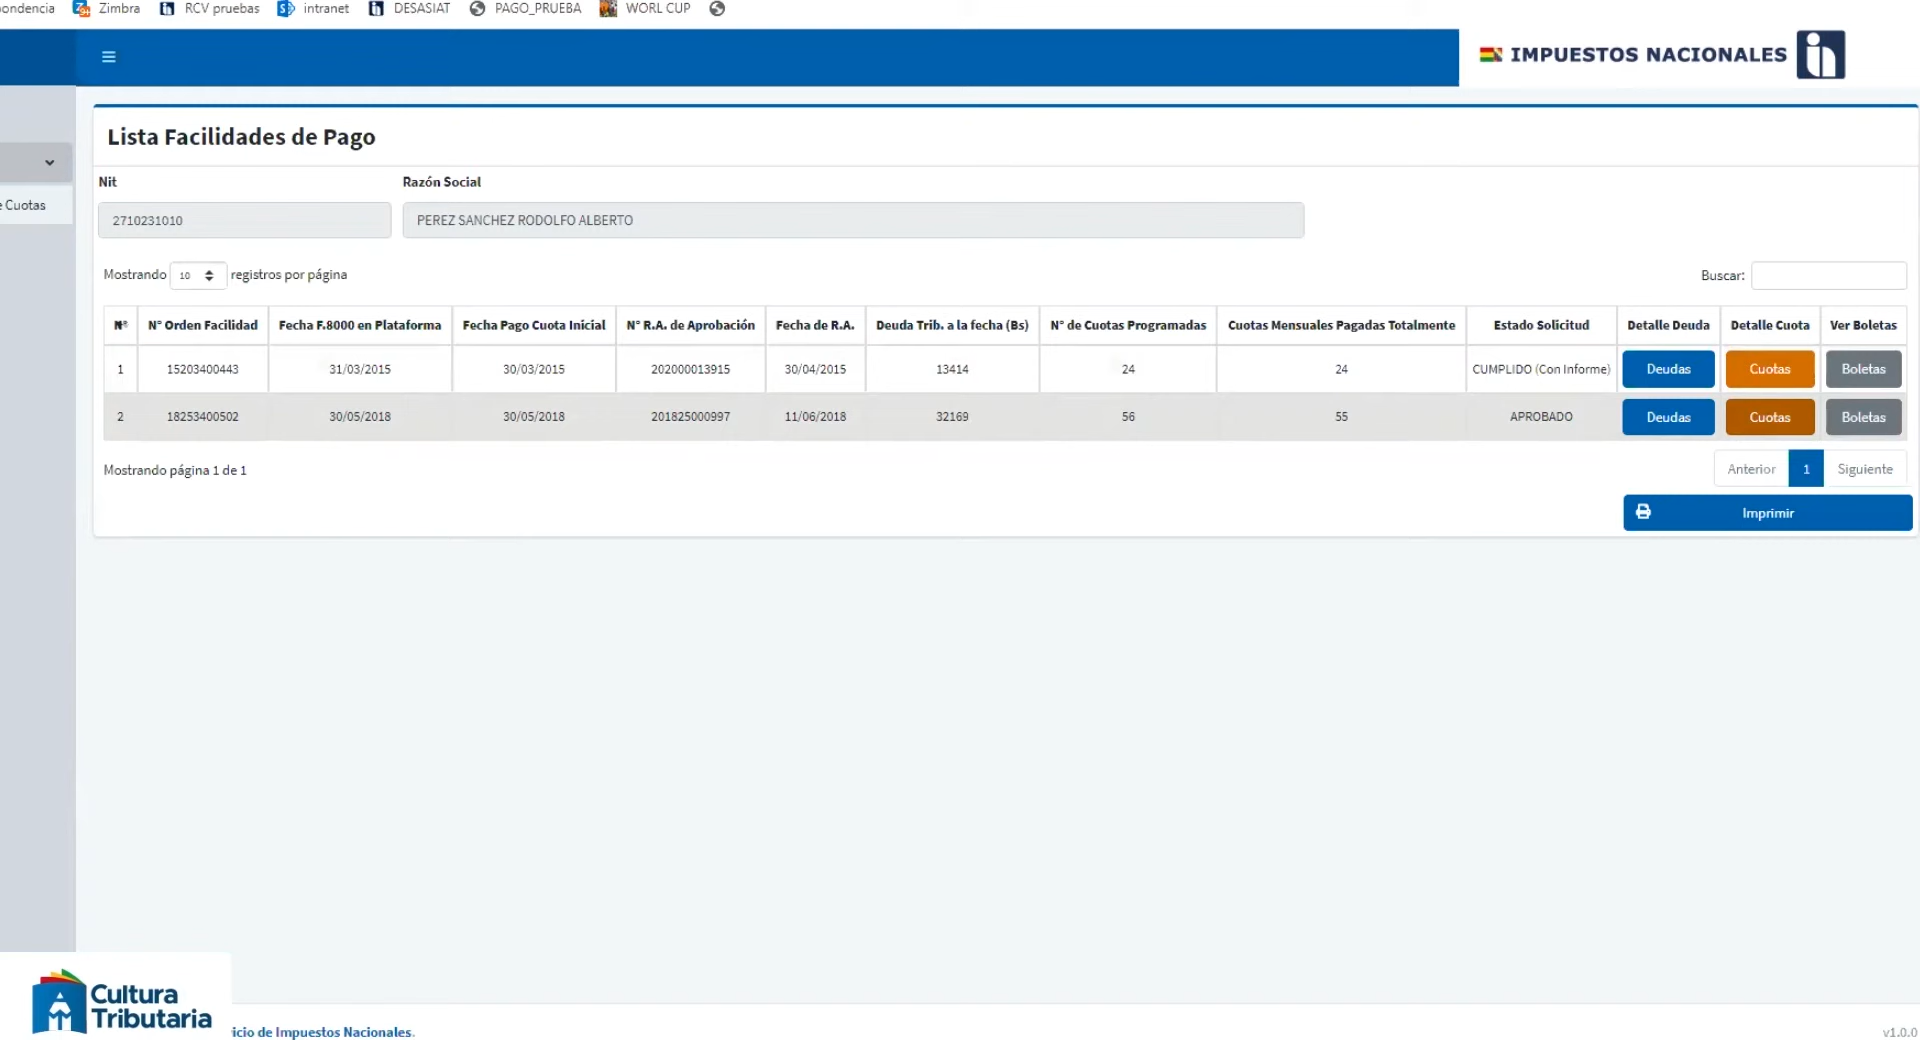 ondencia Zimbra RCV pruebas intranet DESASIAT PAGO_PRUEBA WORL CUP
IMPUESTOS NACIONALES in
Lista Facilidades de Pago
Nit Razón Social
e Cuotas
2710231010 PEREZ SANCHEZ RODOLFO ALBERTO
Mostrando 10 registros por página Buscar:
N° N° Orden Facilidad Fecha F.8000 en Plataforma Fecha Pago Cuota Inicial N° R.A. de Aprobación Fecha de R.A. Deuda Trib. a la fecha (Bs) N° de Cuotas Programadas Cuotas Mensuales Pagadas Totalmente Estado Solicitud Detalle Deuda Detalle Cuota Ver Boletas
1 15203400443 31/03/2015 30/03/2015 202000013915 30/04/2015 13414 24 24 CUMPLIDO (Con Informe) Deudas Cuotas Boletas
2 18253400502 30/05/2018 30/05/2018 201825000997 11/06/2018 32169 56 55 APROBADO Deudas Cuotas Boletas
Mostrando página 1 de 1 Anterior 1 Siguiente
Imprimir
Cultura
Tributaria
icio de Impuestos Nacionales. v1.0.0